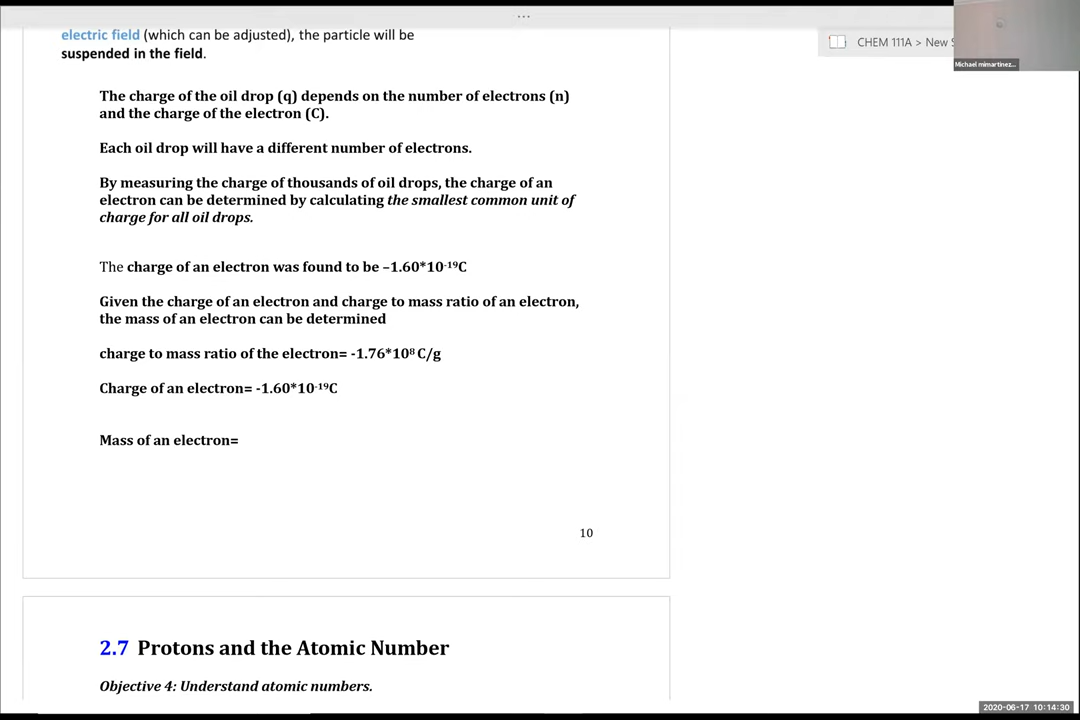 ...
electric field (which can be adjusted), the particle will be
suspended in the field.
CHEM 111A > New S
Michael mimartinez...
The charge of the oil drop (q) depends on the number of electrons (n)
and the charge of the electron (C).
Each oil drop will have a different number of electrons.
By measuring the charge of thousands of oil drops, the charge of an
electron can be determined by calculating the smallest common unit of
charge for all oil drops.
The charge of an electron was found to be –1.60*10⁻¹⁹C
Given the charge of an electron and charge to mass ratio of an electron,
the mass of an electron can be determined
charge to mass ratio of the electron= -1.76*10⁸ C/g
Charge of an electron= -1.60*10⁻¹⁹C
Mass of an electron=
10
2.7 Protons and the Atomic Number
Objective 4: Understand atomic numbers.
2020-06-17 10:14:30